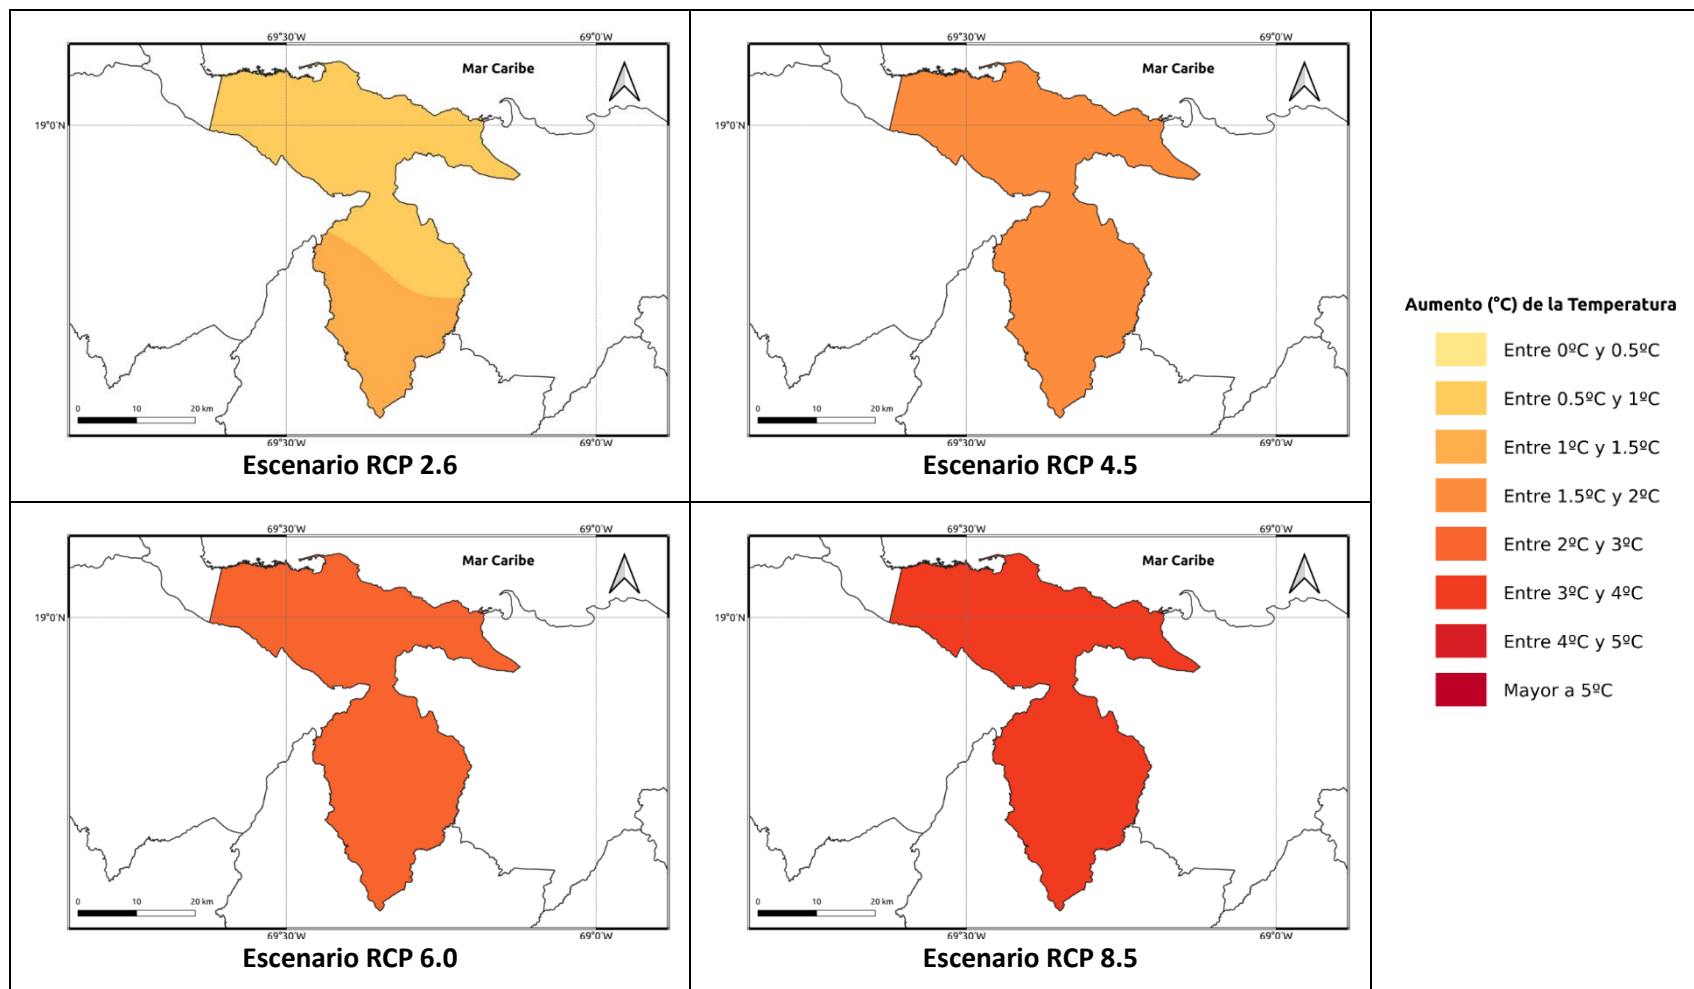 69°30'W 69°0'W
Mar Caribe
19°0'N
0 10 20 km
69°30'W 69°0'W
Escenario RCP 2.6
69°30'W 69°0'W
Mar Caribe
19°0'N
0 10 20 km
69°30'W 69°0'W
Escenario RCP 4.5
69°30'W 69°0'W
Mar Caribe
19°0'N
0 10 20 km
69°30'W 69°0'W
Escenario RCP 6.0
69°30'W 69°0'W
Mar Caribe
19°0'N
0 10 20 km
69°30'W 69°0'W
Escenario RCP 8.5
Aumento (°C) de la Temperatura
Entre 0ºC y 0.5ºC
Entre 0.5ºC y 1ºC
Entre 1ºC y 1.5ºC
Entre 1.5ºC y 2ºC
Entre 2ºC y 3ºC
Entre 3ºC y 4ºC
Entre 4ºC y 5ºC
Mayor a 5ºC